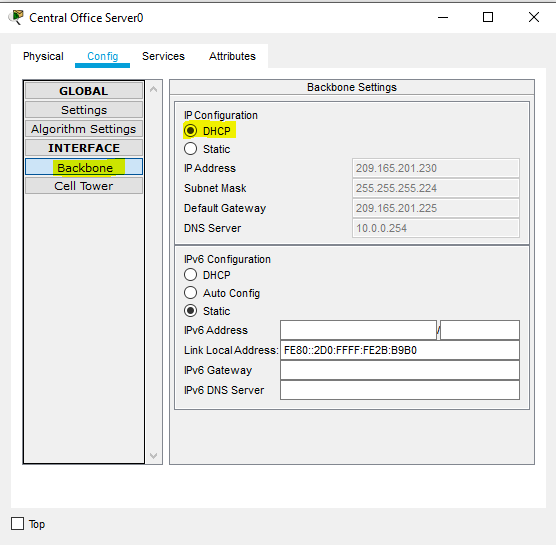 Central Office Server0
Physical Config Services Attributes
GLOBAL
Settings
Algorithm Settings
INTERFACE
Backbone
Cell Tower
Backbone Settings
IP Configuration
DHCP
Static
IP Address 209.165.201.230
Subnet Mask 255.255.255.224
Default Gateway 209.165.201.225
DNS Server 10.0.0.254
IPv6 Configuration
DHCP
Auto Config
Static
IPv6 Address /
Link Local Address: FE80::2D0:FFFF:FE2B:B9B0
IPv6 Gateway
IPv6 DNS Server
Top